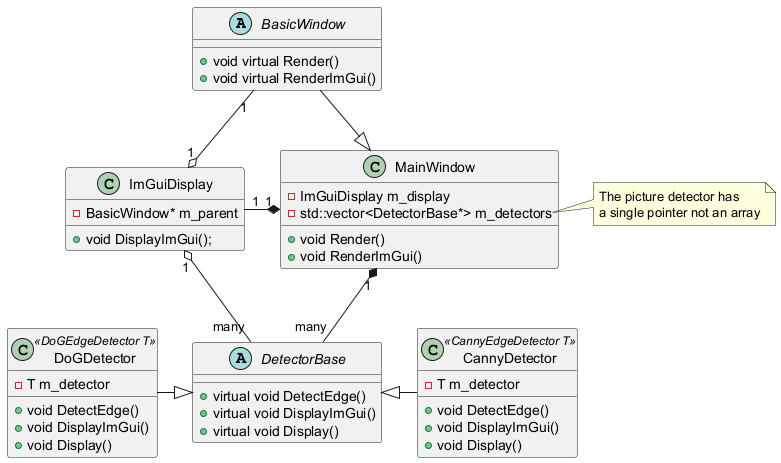 A BasicWindow
void virtual Render()
void virtual RenderImGui()
1
1
C ImGuiDisplay
BasicWindow* m_parent
void DisplayImGui();
1 1
C MainWindow
ImGuiDisplay m_display
std::vector<DetectorBase*> m_detectors
void Render()
void RenderImGui()
The picture detector has
a single pointer not an array
1
1
many
many
C «DoGEdgeDetector T»
DoGDetector
T m_detector
void DetectEdge()
void DisplayImGui()
void Display()
A DetectorBase
virtual void DetectEdge()
virtual void DisplayImGui()
virtual void Display()
C «CannyEdgeDetector T»
CannyDetector
T m_detector
void DetectEdge()
void DisplayImGui()
void Display()